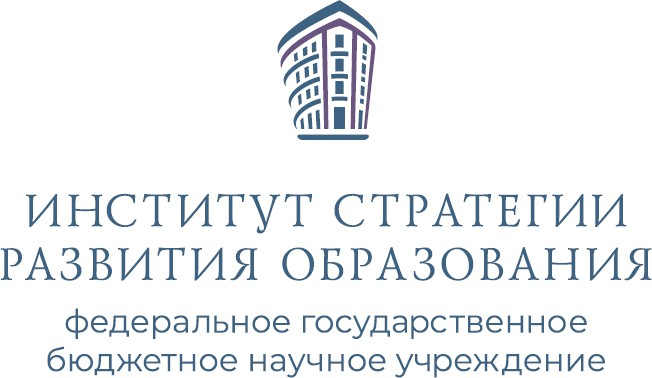 ИНСТИТУТ СТРАТЕГИИ
РАЗВИТИЯ ОБРАЗОВАНИЯ
федеральное государственное
бюджетное научное учреждение